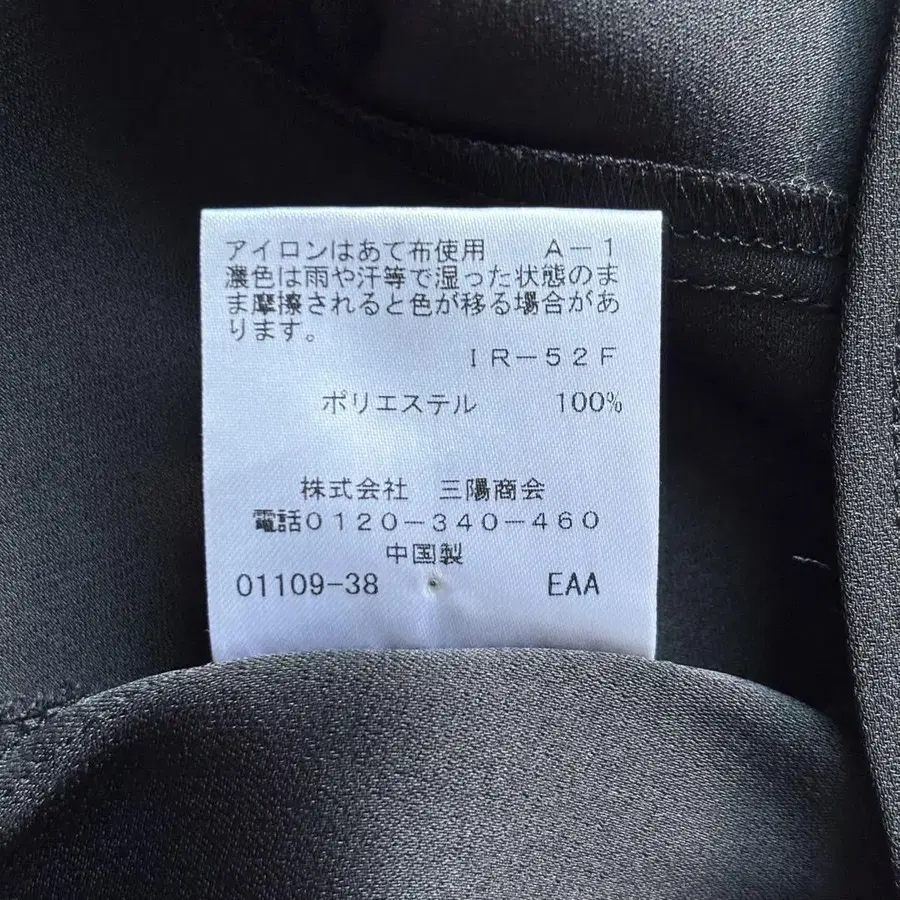 アイロンはあて布使用　Ａ－１
濃色は雨や汗等で湿った状態のま
ま摩擦されると色が移る場合があ
ります。
ＩＲ－５２Ｆ
ポリエステル　100%
株式会社　三陽商会
電話０１２０－３４０－４６０
中国製
01109-38　EAA